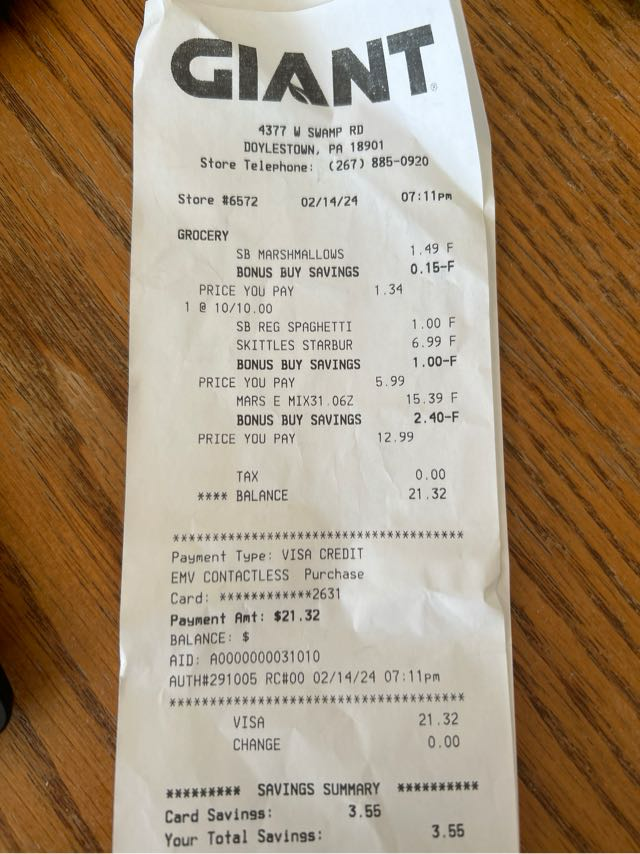 GIANT®
4377 W SWAMP RD
DOYLESTOWN, PA 18901
Store Telephone: (267) 885-0920
Store #6572 02/14/24 07:11pm
GROCERY
SB MARSHMALLOWS 1.49 F
BONUS BUY SAVINGS 0.15-F
PRICE YOU PAY 1.34
1 @ 10/10.00
SB REG SPAGHETTI 1.00 F
SKITTLES STARBUR 6.99 F
BONUS BUY SAVINGS 1.00-F
PRICE YOU PAY 5.99
MARS E MIX31.06Z 15.39 F
BONUS BUY SAVINGS 2.40-F
PRICE YOU PAY 12.99
TAX 0.00
**** BALANCE 21.32
*************************************
Payment Type: VISA CREDIT
EMV CONTACTLESS Purchase
Card: ************2631
Payment Amt: $21.32
BALANCE: $
AID: A0000000031010
AUTH#291005 RC#00 02/14/24 07:11pm
*************************************
VISA 21.32
CHANGE 0.00
********* SAVINGS SUMMARY **********
Card Savings: 3.55
Your Total Savings: 3.55